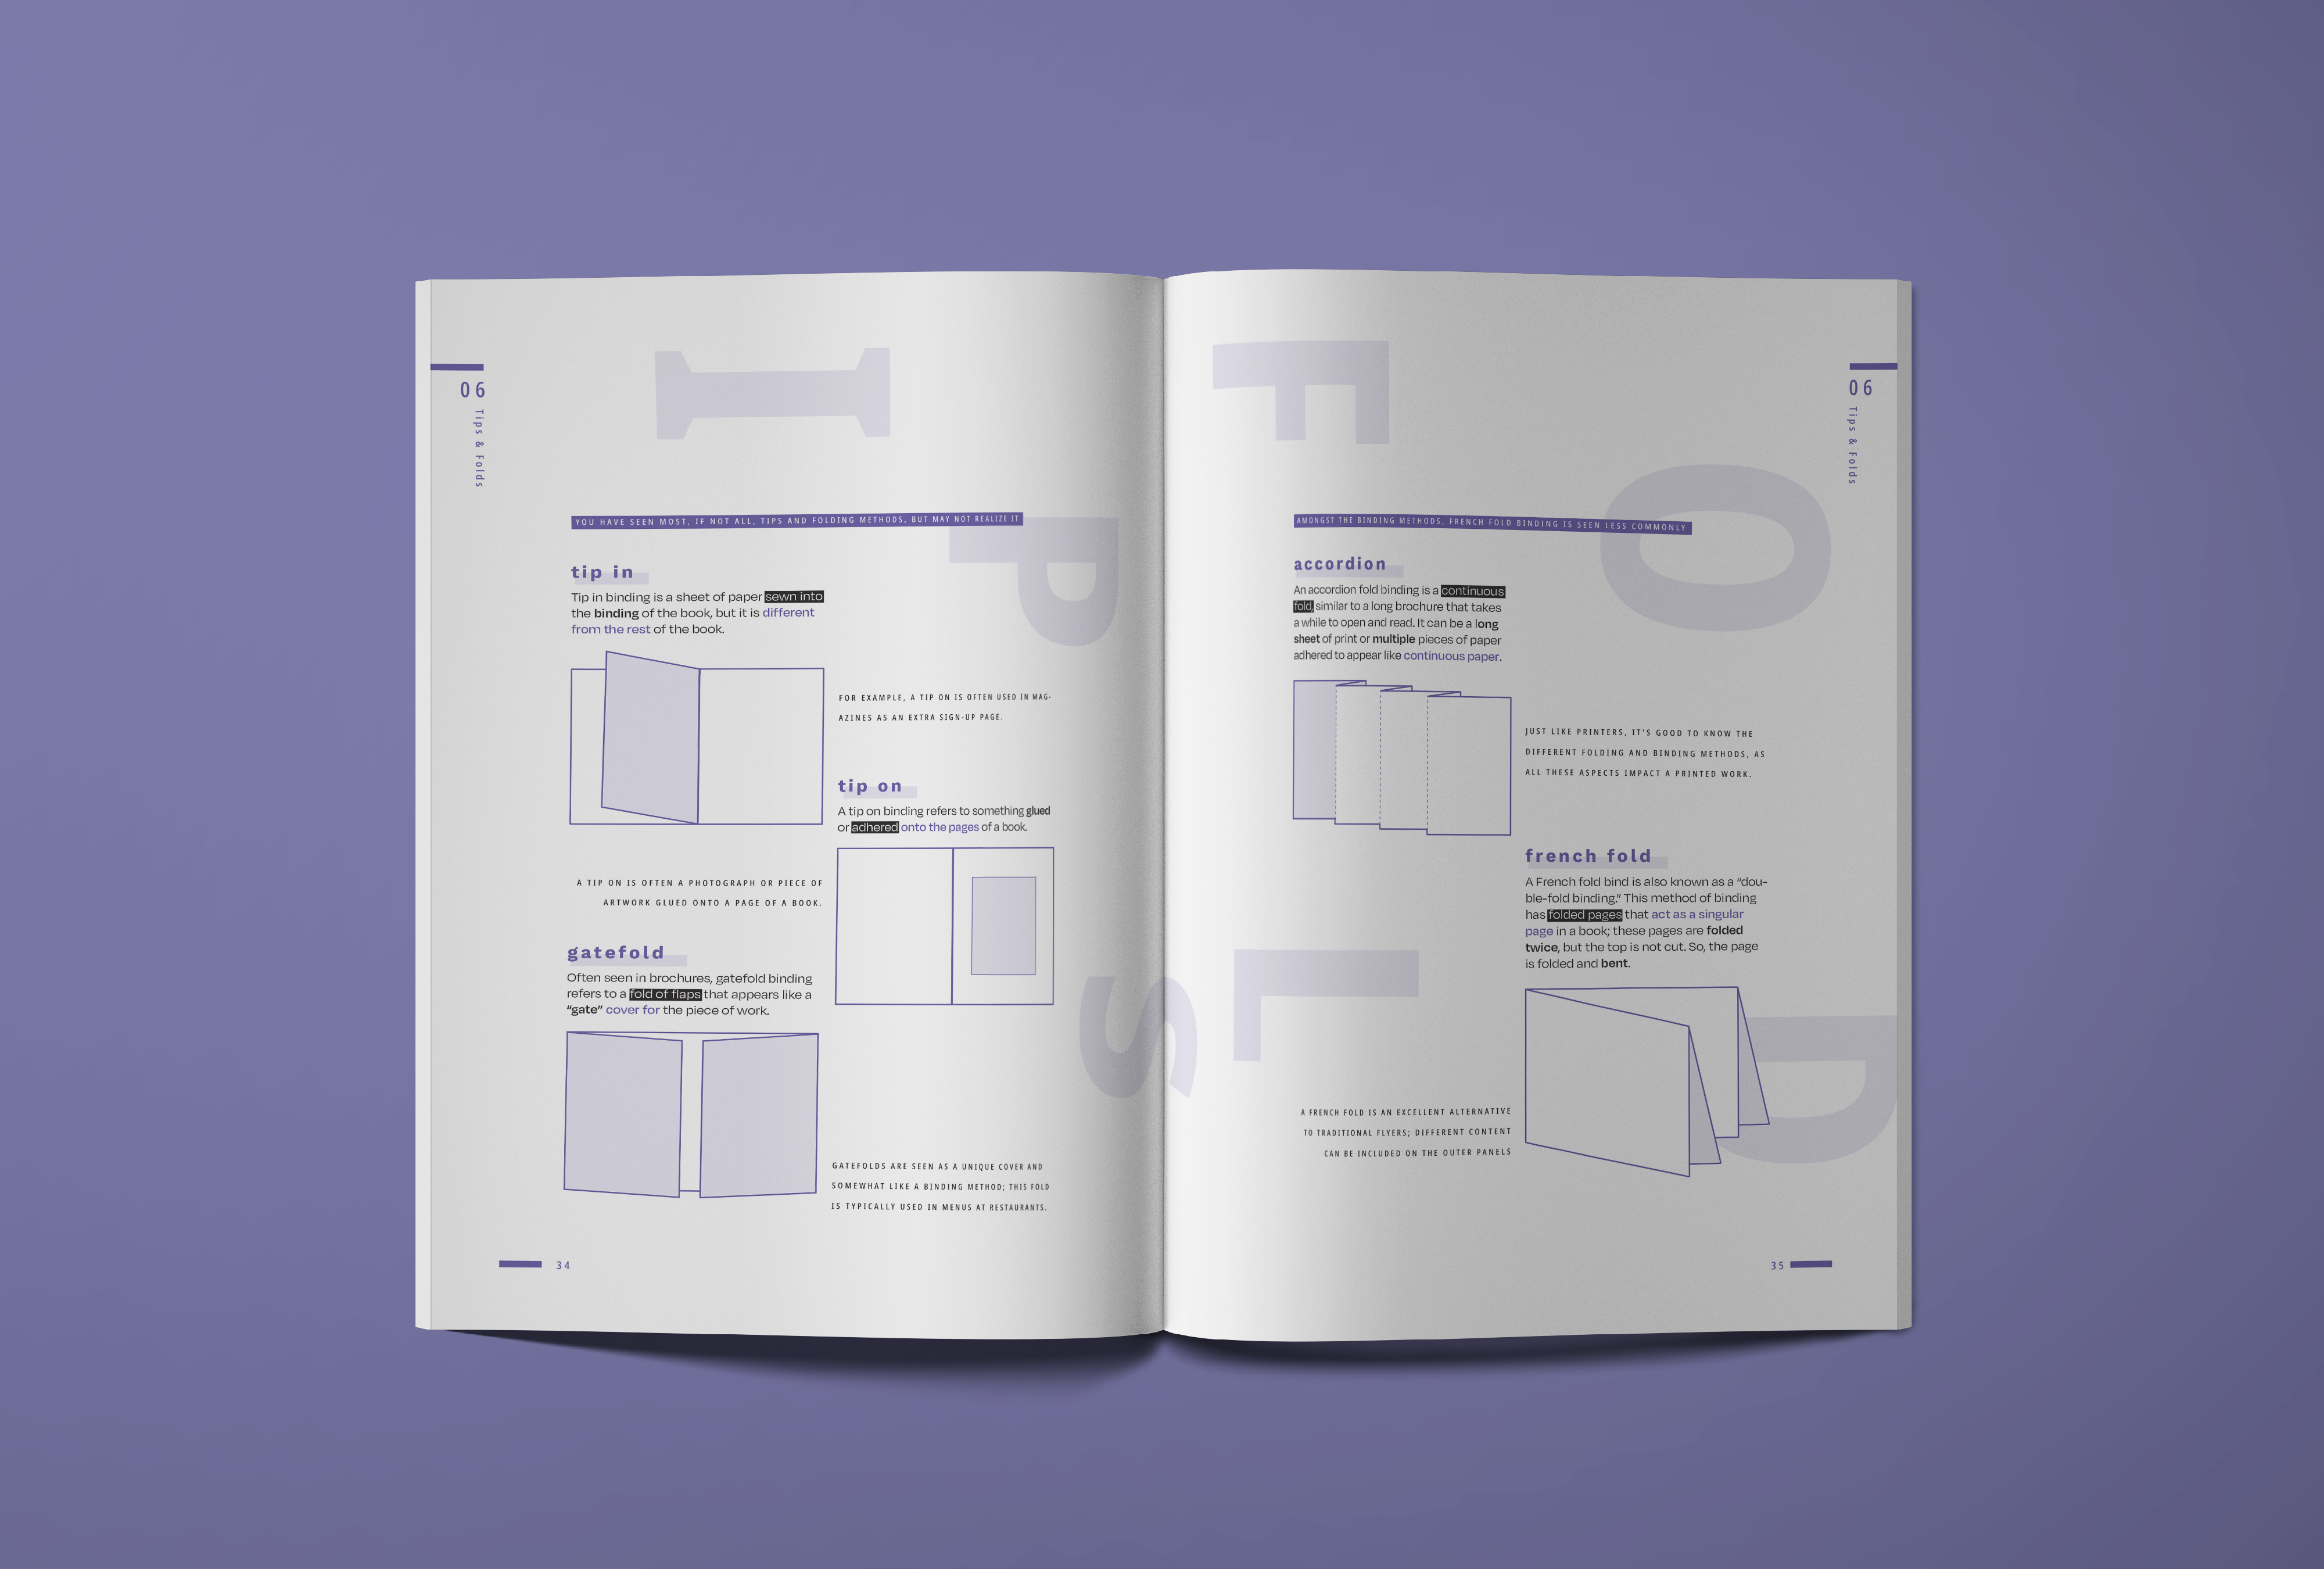 06
Tips & Folds
I
P
S
YOU HAVE SEEN MOST, IF NOT ALL, TIPS AND FOLDING METHODS, BUT MAY NOT REALIZE IT
tip in
Tip in binding is a sheet of paper sewn into
the binding of the book, but it is different
from the rest of the book.
FOR EXAMPLE, A TIP ON IS OFTEN USED IN MAG-
AZINES AS AN EXTRA SIGN-UP PAGE.
tip on
A tip on binding refers to something glued
or adhered onto the pages of a book.
A TIP ON IS OFTEN A PHOTOGRAPH OR PIECE OF
ARTWORK GLUED ONTO A PAGE OF A BOOK.
gatefold
Often seen in brochures, gatefold binding
refers to a fold of flaps that appears like a
“gate” cover for the piece of work.
GATEFOLDS ARE SEEN AS A UNIQUE COVER AND
SOMEWHAT LIKE A BINDING METHOD; THIS FOLD
IS TYPICALLY USED IN MENUS AT RESTAURANTS.
34
06
Tips & Folds
F
O
L
D
AMONGST THE BINDING METHODS, FRENCH FOLD BINDING IS SEEN LESS COMMONLY
accordion
An accordion fold binding is a continuous
fold, similar to a long brochure that takes
a while to open and read. It can be a long
sheet of print or multiple pieces of paper
adhered to appear like continuous paper.
JUST LIKE PRINTERS, IT'S GOOD TO KNOW THE
DIFFERENT FOLDING AND BINDING METHODS, AS
ALL THESE ASPECTS IMPACT A PRINTED WORK.
french fold
A French fold bind is also known as a “dou-
ble-fold binding.” This method of binding
has folded pages that act as a singular
page in a book; these pages are folded
twice, but the top is not cut. So, the page
is folded and bent.
A FRENCH FOLD IS AN EXCELLENT ALTERNATIVE
TO TRADITIONAL FLYERS; DIFFERENT CONTENT
CAN BE INCLUDED ON THE OUTER PANELS
35